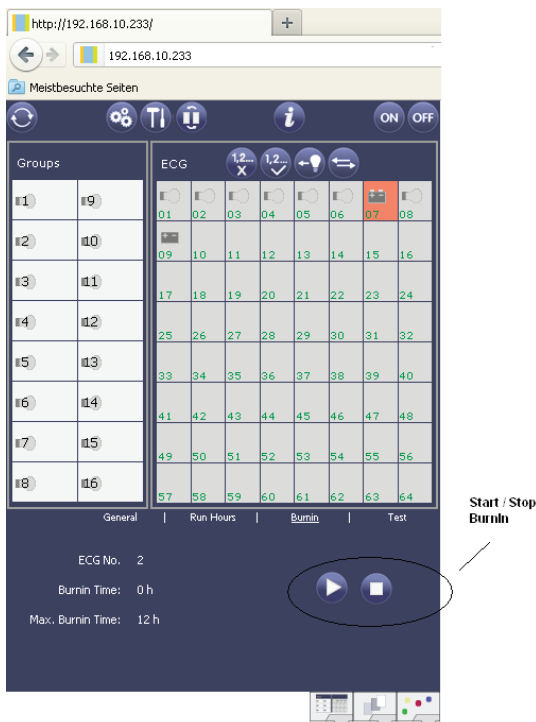 http://192.168.10.233/
+
192.168.10.233
Meistbesuchte Seiten
i
ON OFF
Groups
ECG
1,2... X
1,2...
1 9
2 10
3 11
4 12
5 13
6 14
7 15
8 16
01 02 03 04 05 06 07 08
09 10 11 12 13 14 15 16
17 18 19 20 21 22 23 24
25 26 27 28 29 30 31 32
33 34 35 36 37 38 39 40
41 42 43 44 45 46 47 48
49 50 51 52 53 54 55 56
57 58 59 60 61 62 63 64
General | Run Hours | Burnin | Test
ECG No. 2
Burnin Time: 0 h
Max. Burnin Time: 12 h
Start / Stop
BurnIn